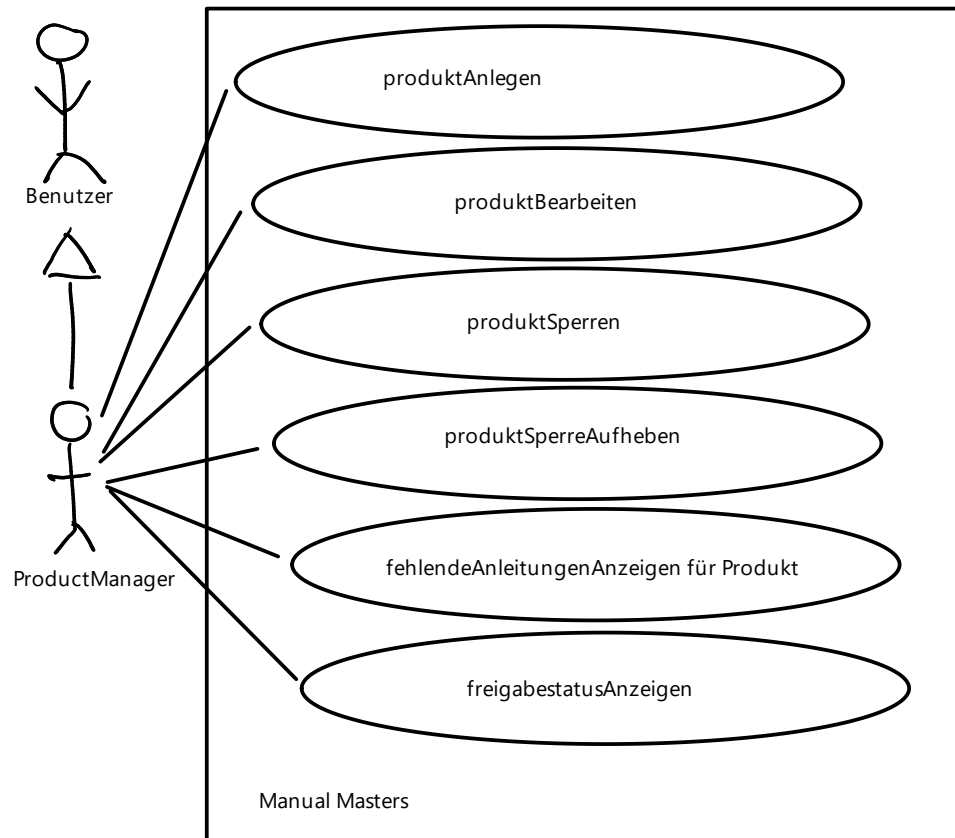 produktAnlegen
Benutzer
produktBearbeiten
produktSperren
produktSperreAufheben
ProductManager
fehlendeAnleitungenAnzeigen für Produkt
freigabestatusAnzeigen
Manual Masters